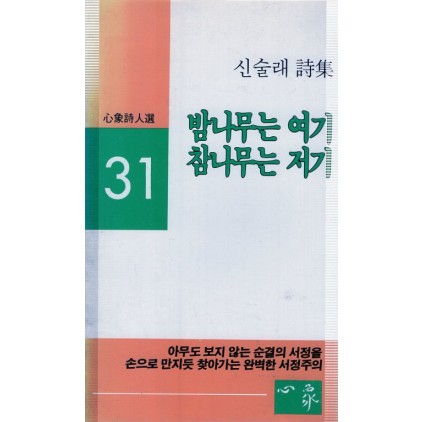 신술래 詩集
心象詩人選
31
밤나무는 여기
참나무는 저기
아무도 보지 않는 순결의 서정을
손으로 만지듯 찾아가는 완벽한 서정주의
心象